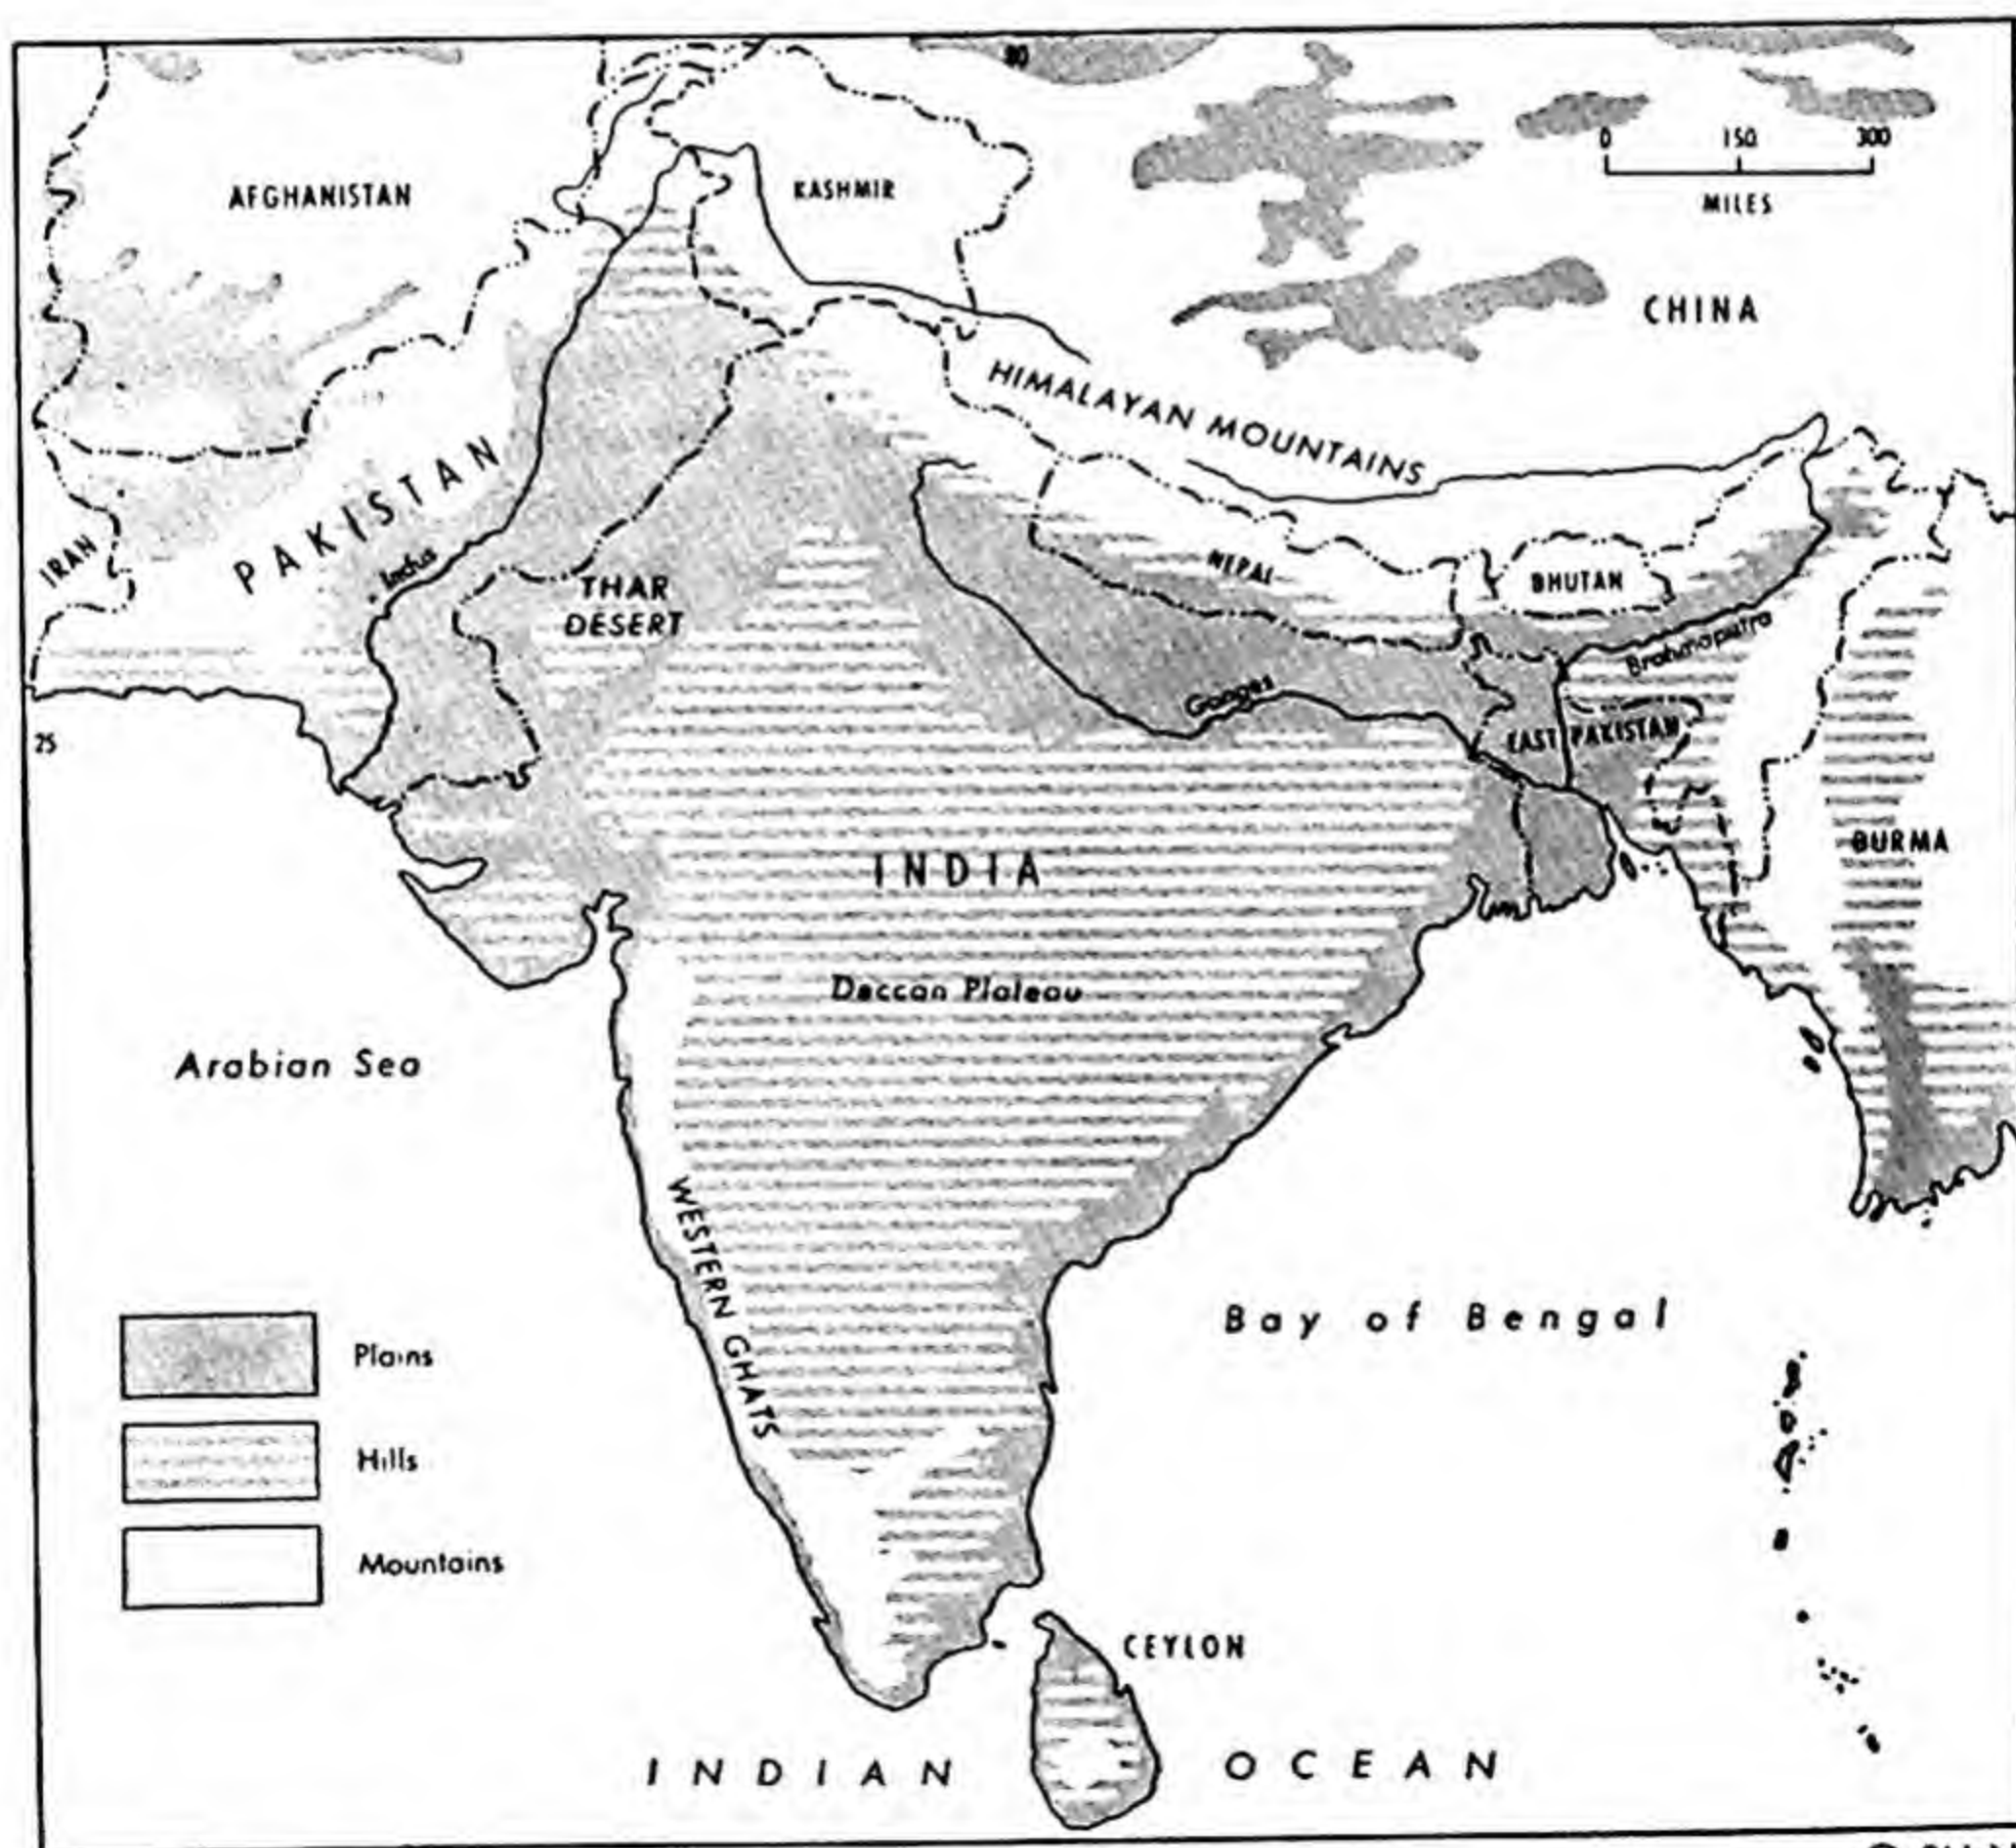 80
0 150 300
MILES
AFGHANISTAN
KASHMIR
CHINA
HIMALAYAN MOUNTAINS
PAKISTAN
IRAN
Indus
THAR
DESERT
NEPAL
BHUTAN
Brahmaputra
Ganges
EAST PAKISTAN
25
BURMA
INDIA
Deccan Plateau
Arabian Sea
WESTERN GHATS
Bay of Bengal
Plains
Hills
Mountains
CEYLON
INDIAN OCEAN